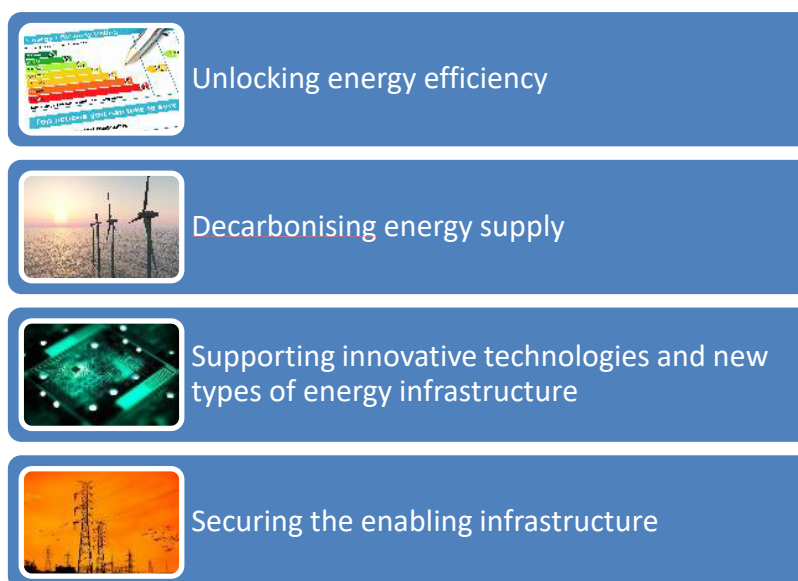 Unlocking energy efficiency
Decarbonising energy supply
Supporting innovative technologies and new
types of energy infrastructure
Securing the enabling infrastructure